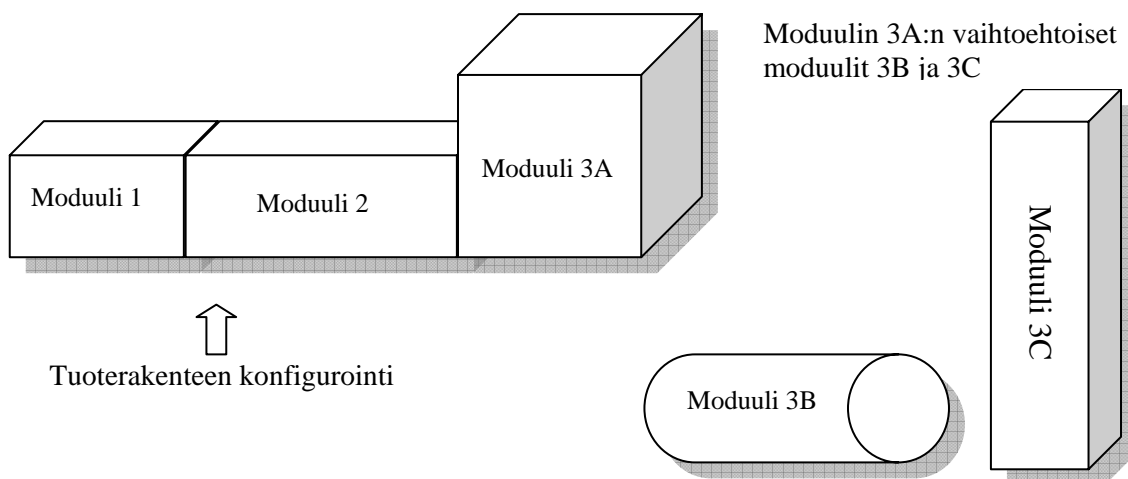 Moduulin 3A:n vaihtoehtoiset
moduulit 3B ja 3C
Moduuli 1
Moduuli 2
Moduuli 3A
Moduuli 3C
Tuoterakenteen konfigurointi
Moduuli 3B